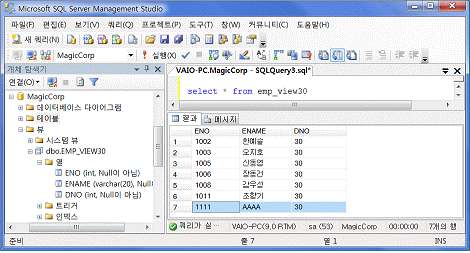 Microsoft SQL Server Management Studio
파일(F) 편집(E) 보기(V) 쿼리(Q) 프로젝트(P) 도구(T) 창(W) 커뮤니티(C) 도움말(H)
새 쿼리(N)
MagicCorp 실행(X)
개체 탐색기
연결(O)
MagicCorp
데이터베이스 다이어그램
테이블
뷰
시스템 뷰
dbo.EMP_VIEW30
열
ENO (int, Null이 아님)
ENAME (varchar(20), Null
DNO (int, Null이 아님)
트리거
인덱스
VAIO-PC.MagicCorp - SQLQuery3.sql*
select * from emp_view30
결과 메시지
ENO ENAME DNO
1 1002 한예슬 30
2 1003 오지호 30
3 1005 신동엽 30
4 1006 장동건 30
5 1008 감우성 30
6 1011 조향기 30
7 1111 AAAA 30
쿼리가 실... VAIO-PC(9,0 RTM) sa (53) MagicCorp 00:00:00 7개의 행
준비 줄 7 열 1 INS